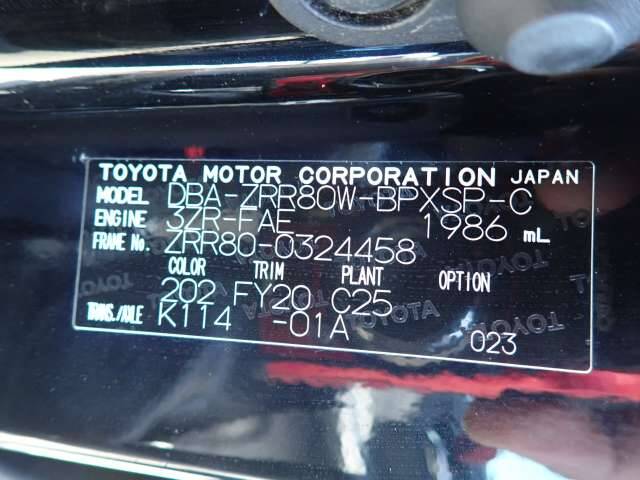 TOYOTA MOTOR CORPORATION JAPAN
MODEL DBA-ZRR80W-BPXSP-C
ENGINE 3ZR-FAE 1986 mL
FRAME No. ZRR80-0324458
COLOR TRIM PLANT OPTION
202 FY20 C25
TRANS./AXLE K114 -01A
023